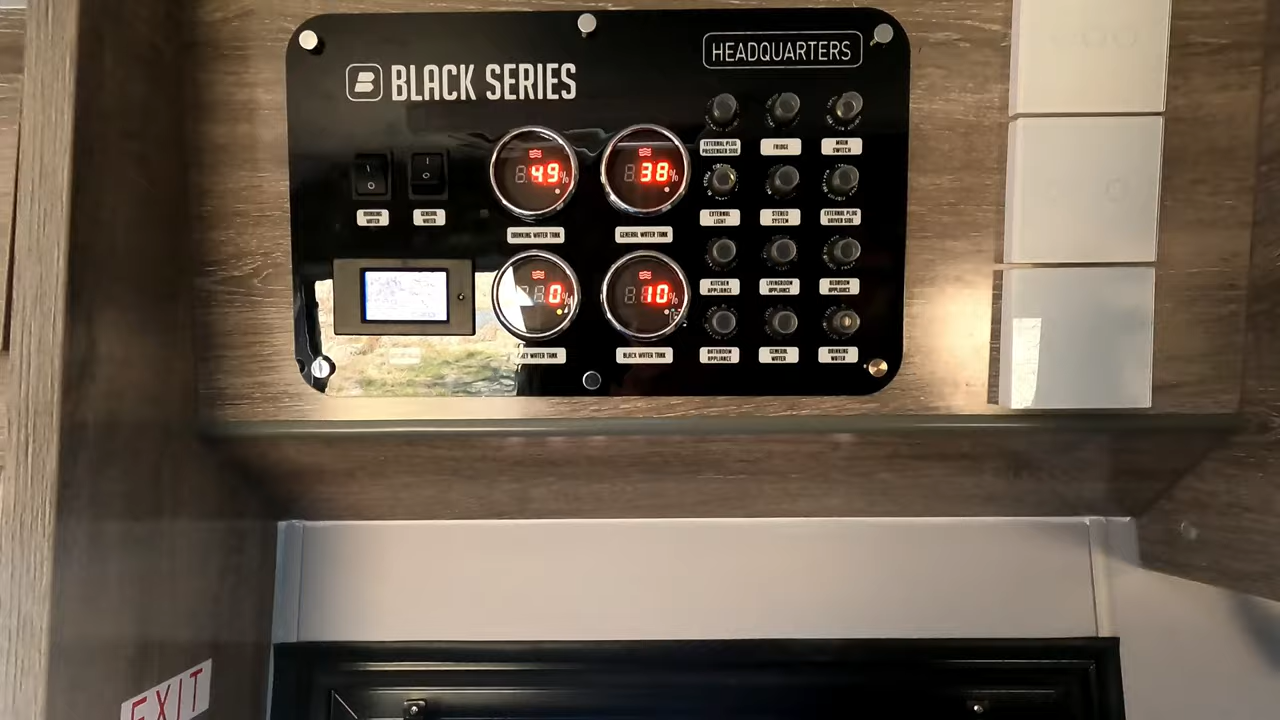 BLACK SERIES
HEADQUARTERS
EXTERNAL PLUG
PASSENGER SIDE
FRIDGE
MAIN
SWITCH
49%
38%
DRINKING
WATER
GENERAL
WATER
EXTERNAL
LIGHT
STEREO
SYSTEM
EXTERNAL PLUG
DRIVER SIDE
DRINKING WATER TANK
GENERAL WATER TANK
KITCHEN
APPLIANCE
LIVINGROOM
APPLIANCE
BEDROOM
APPLIANCE
0%
10%
WATER TANK
BLACK WATER TANK
BATHROOM
APPLIANCE
GENERAL
WATER
DRINKING
WATER
EXIT